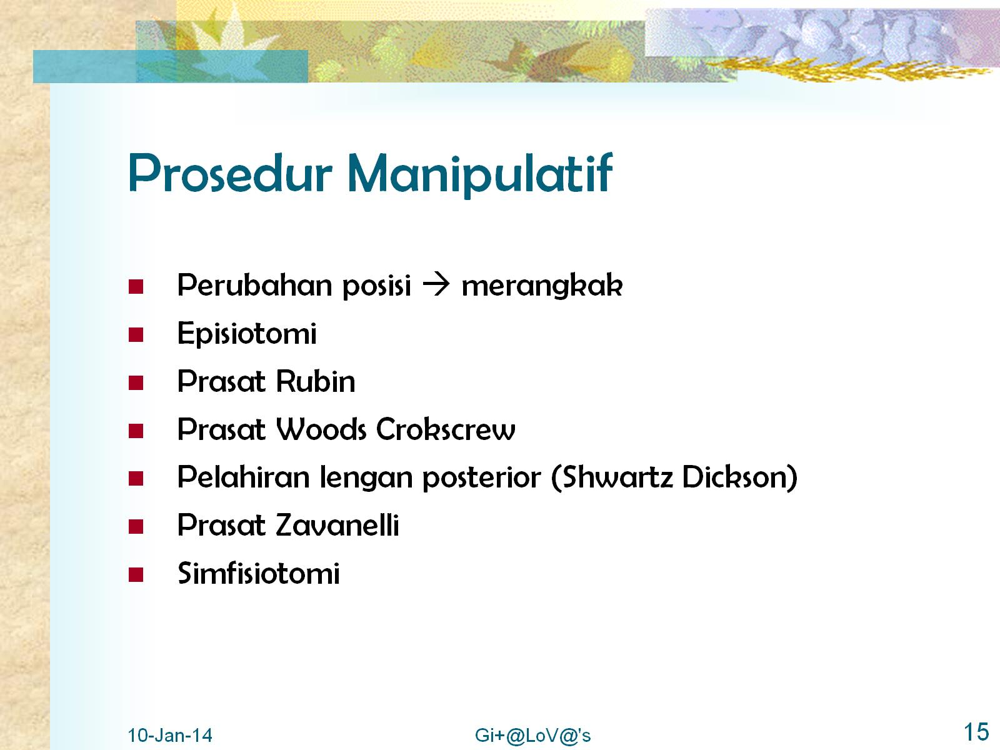 Prosedur Manipulatif
■ Perubahan posisi → merangkak
■ Episiotomi
■ Prasat Rubin
■ Prasat Woods Crokscrew
■ Pelahiran lengan posterior (Shwartz Dickson)
■ Prasat Zavanelli
■ Simfisiotomi
10-Jan-14
Gi+@LoV@'s
15